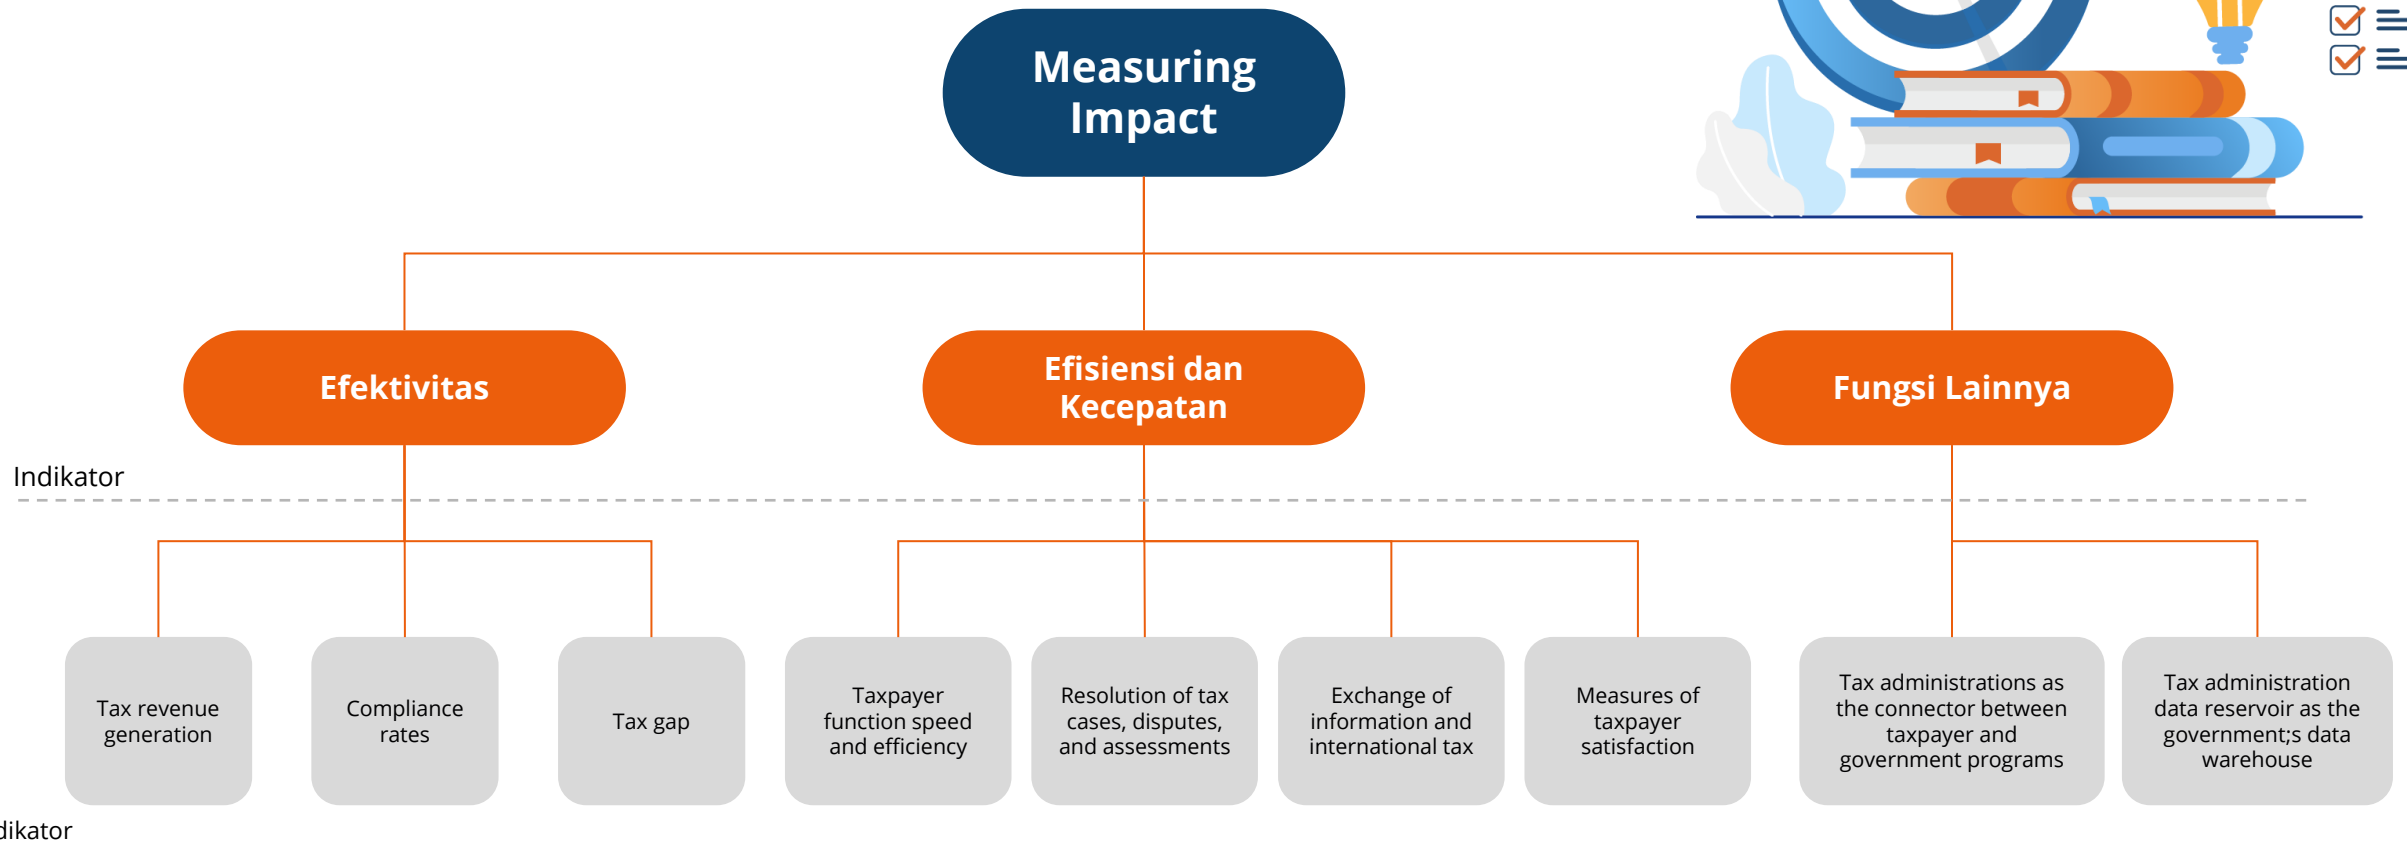 Measuring
Impact
Efektivitas
Efisiensi dan
Kecepatan
Fungsi Lainnya
Indikator
Tax revenue
generation
Compliance
rates
Tax gap
Taxpayer
function speed
and efficiency
Resolution of tax
cases, disputes,
and assessments
Exchange of
information and
international tax
Measures of
taxpayer
satisfaction
Tax administrations as
the connector between
taxpayer and
government programs
Tax administration
data reservoir as the
government;s data
warehouse
dikator